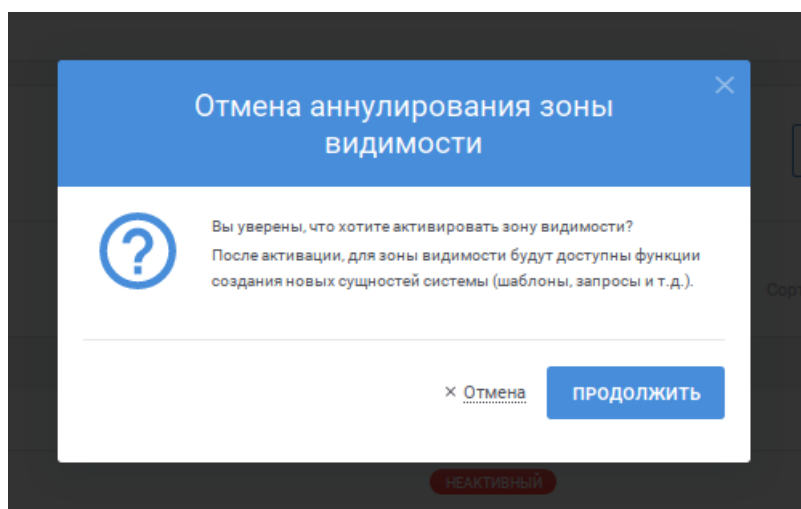 Отмена аннулирования зоны
видимости
Вы уверены, что хотите активировать зону видимости?
После активации, для зоны видимости будут доступны функции
создания новых сущностей системы (шаблоны, запросы и т.д.).
Сорт
× Отмена
ПРОДОЛЖИТЬ
НЕАКТИВНЫЙ